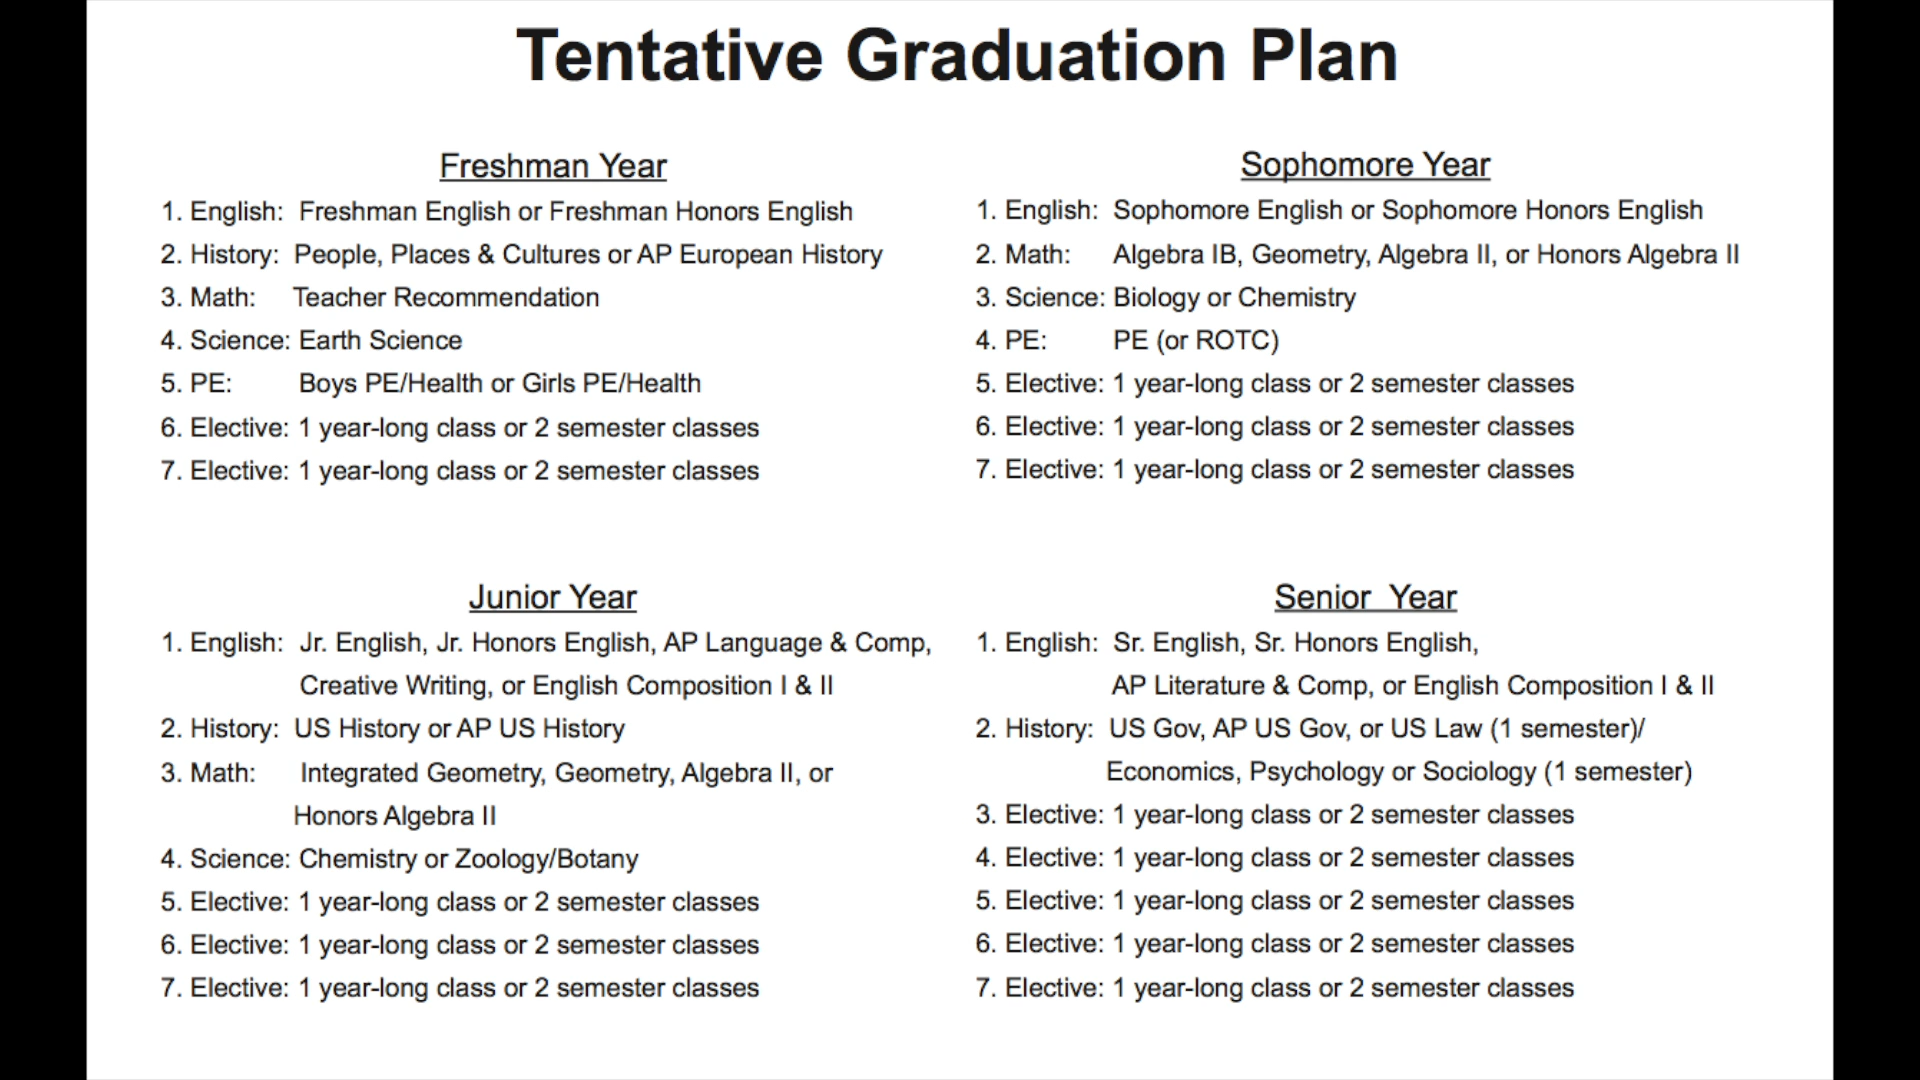 Tentative Graduation Plan
Freshman Year
1. English: Freshman English or Freshman Honors English
2. History: People, Places & Cultures or AP European History
3. Math: Teacher Recommendation
4. Science: Earth Science
5. PE: Boys PE/Health or Girls PE/Health
6. Elective: 1 year-long class or 2 semester classes
7. Elective: 1 year-long class or 2 semester classes
Sophomore Year
1. English: Sophomore English or Sophomore Honors English
2. Math: Algebra IB, Geometry, Algebra II, or Honors Algebra II
3. Science: Biology or Chemistry
4. PE: PE (or ROTC)
5. Elective: 1 year-long class or 2 semester classes
6. Elective: 1 year-long class or 2 semester classes
7. Elective: 1 year-long class or 2 semester classes
Junior Year
1. English: Jr. English, Jr. Honors English, AP Language & Comp,
Creative Writing, or English Composition I & II
2. History: US History or AP US History
3. Math: Integrated Geometry, Geometry, Algebra II, or
Honors Algebra II
4. Science: Chemistry or Zoology/Botany
5. Elective: 1 year-long class or 2 semester classes
6. Elective: 1 year-long class or 2 semester classes
7. Elective: 1 year-long class or 2 semester classes
Senior Year
1. English: Sr. English, Sr. Honors English,
AP Literature & Comp, or English Composition I & II
2. History: US Gov, AP US Gov, or US Law (1 semester)/
Economics, Psychology or Sociology (1 semester)
3. Elective: 1 year-long class or 2 semester classes
4. Elective: 1 year-long class or 2 semester classes
5. Elective: 1 year-long class or 2 semester classes
6. Elective: 1 year-long class or 2 semester classes
7. Elective: 1 year-long class or 2 semester classes